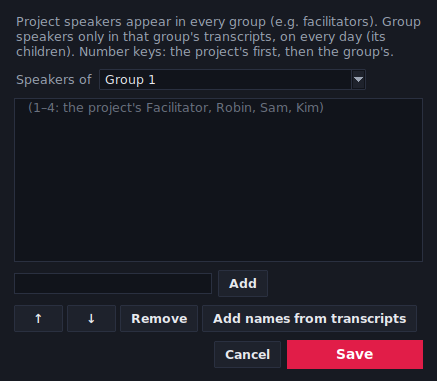 Project speakers appear in every group (e.g. facilitators). Group
speakers only in that group's transcripts, on every day (its
children). Number keys: the project's first, then the group's.
Speakers of Group 1
(1–4: the project's Facilitator, Robin, Sam, Kim)
Add
↑ ↓ Remove Add names from transcripts
Cancel Save